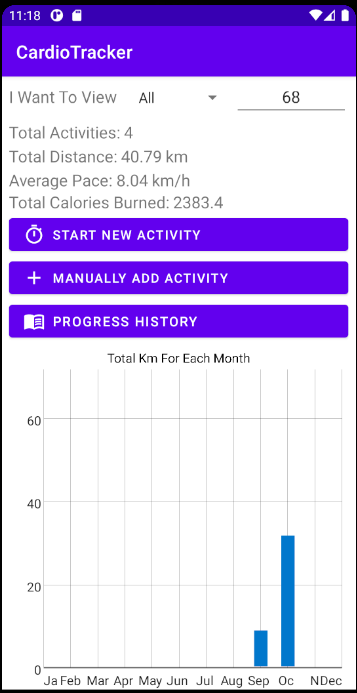 11:18
CardioTracker
I Want To View All 68
Total Activities: 4
Total Distance: 40.79 km
Average Pace: 8.04 km/h
Total Calories Burned: 2383.4
START NEW ACTIVITY
MANUALLY ADD ACTIVITY
PROGRESS HISTORY
Total Km For Each Month
60
40
20
0
Ja Feb Mar Apr May Jun Jul Aug Sep Oc NDec